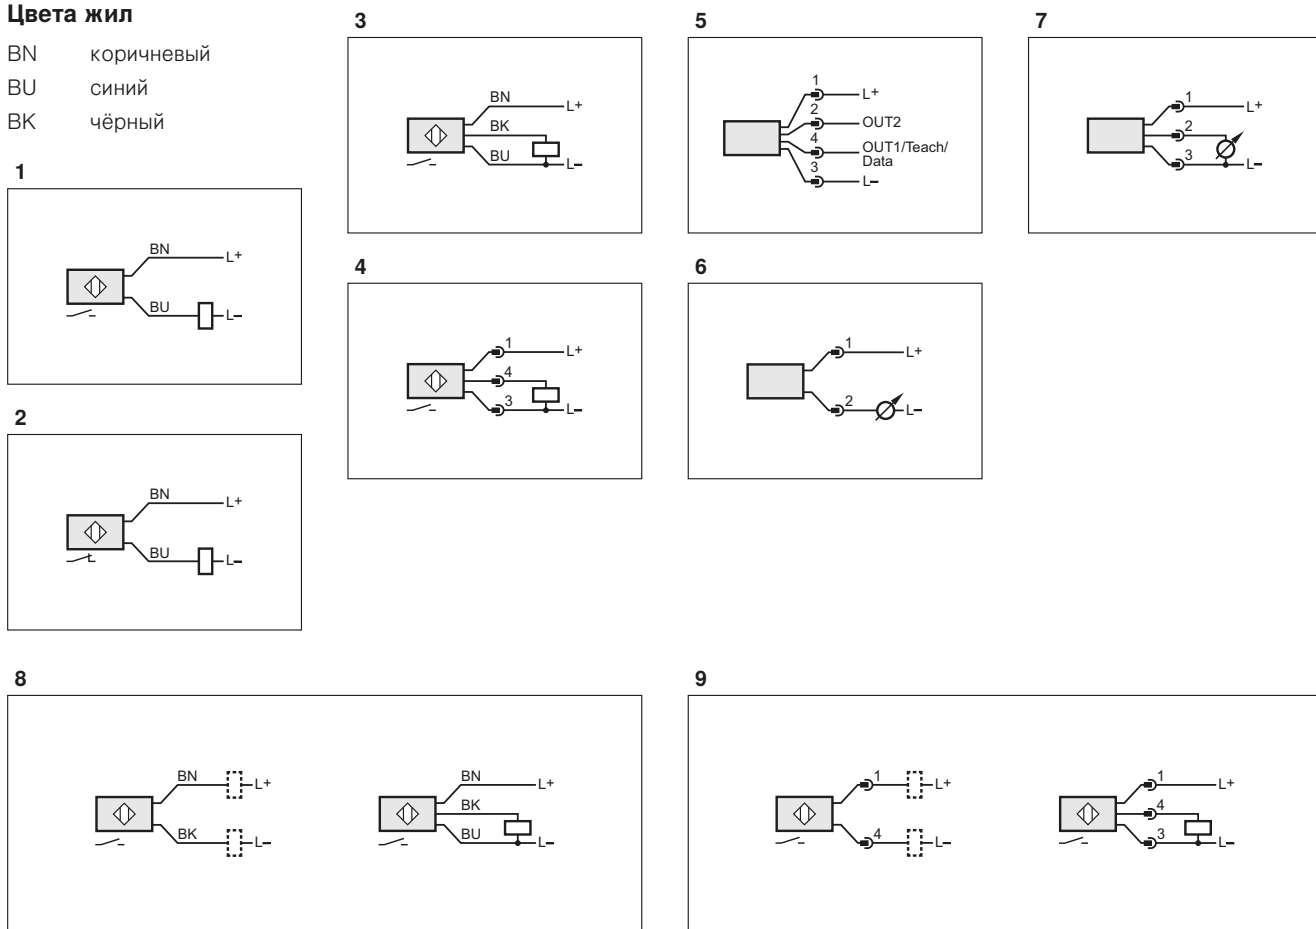 Цвета жил
BN коричневый
BU синий
BK чёрный
1
BN
L+
BU
L–
2
BN
L+
BU
L–
3
BN
L+
BK
BU
L–
4
1
L+
4
3
L–
5
1
L+
2
OUT2
4
OUT1/Teach/
Data
3
L–
6
1
L+
2
L–
7
1
L+
2
3
L–
8
BN
L+
BK
L–
BN
L+
BK
BU
L–
9
1
L+
4
L–
1
L+
4
3
L–